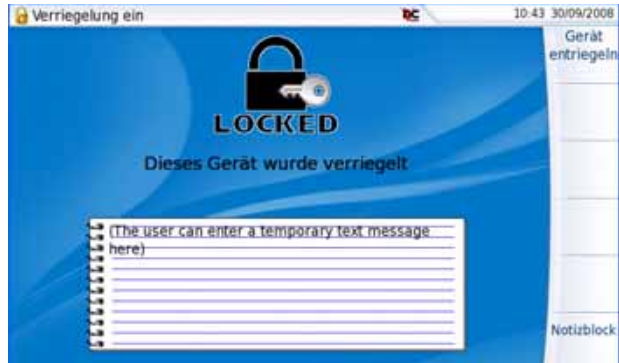 Verriegelung ein
DC
10:43 30/09/2008
Gerät
entriegeln
LOCKED
Dieses Gerät wurde verriegelt
(The user can enter a temporary text message
here)
Notizblock